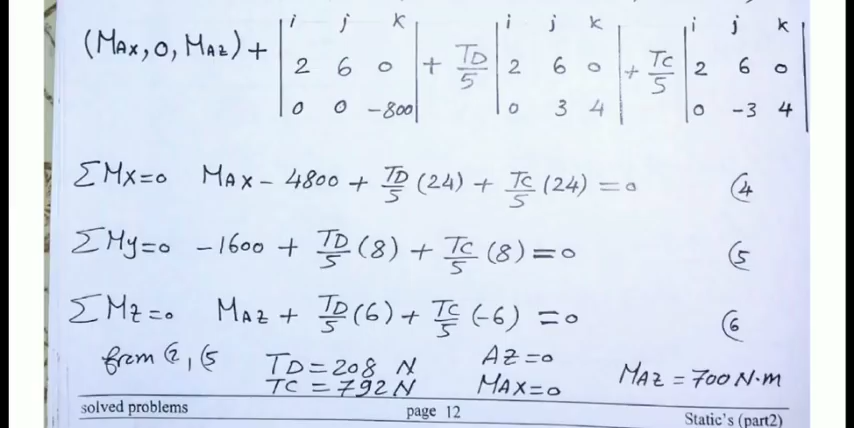 i j k i j k i j k
(MAX, 0, MAZ) + | 2 6 0 | + TD/5 | 2 6 0 | + TC/5 | 2 6 0 |
0 0 -800 0 3 4 0 -3 4
ΣMx=0 MAX - 4800 + TD/5 (24) + TC/5 (24) = 0 (4
ΣMy=0 -1600 + TD/5 (8) + TC/5 (8) = 0 (5
ΣMz=0 MAZ + TD/5 (6) + TC/5 (-6) = 0 (6
from (2, (5 TD = 208 N AZ=0
TC = 792 N MAX=0 MAZ = 700 N·m
solved problems page 12 Static's (part2)